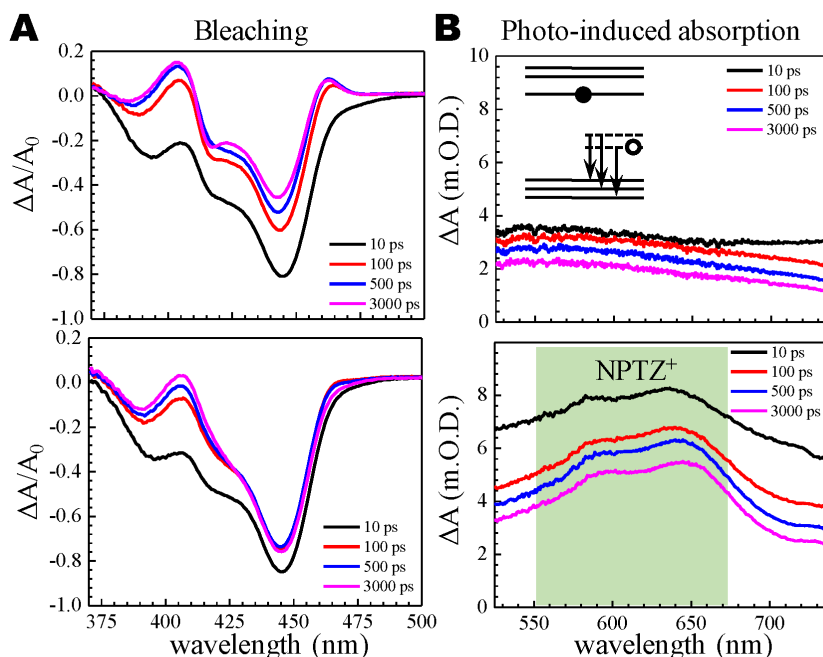 A Bleaching
B Photo-induced absorption
0.2
0.0
-0.2
-0.4
-0.6
-0.8
-1.0
ΔA/A0
10 ps
100 ps
500 ps
3000 ps
10
8
6
4
2
0
ΔA (m.O.D.)
10 ps
100 ps
500 ps
3000 ps
0.2
0.0
-0.2
-0.4
-0.6
-0.8
-1.0
ΔA/A0
10 ps
100 ps
500 ps
3000 ps
375 400 425 450 475 500
wavelength (nm)
8
6
4
2
0
ΔA (m.O.D.)
NPTZ+
10 ps
100 ps
500 ps
3000 ps
550 600 650 700
wavelength (nm)